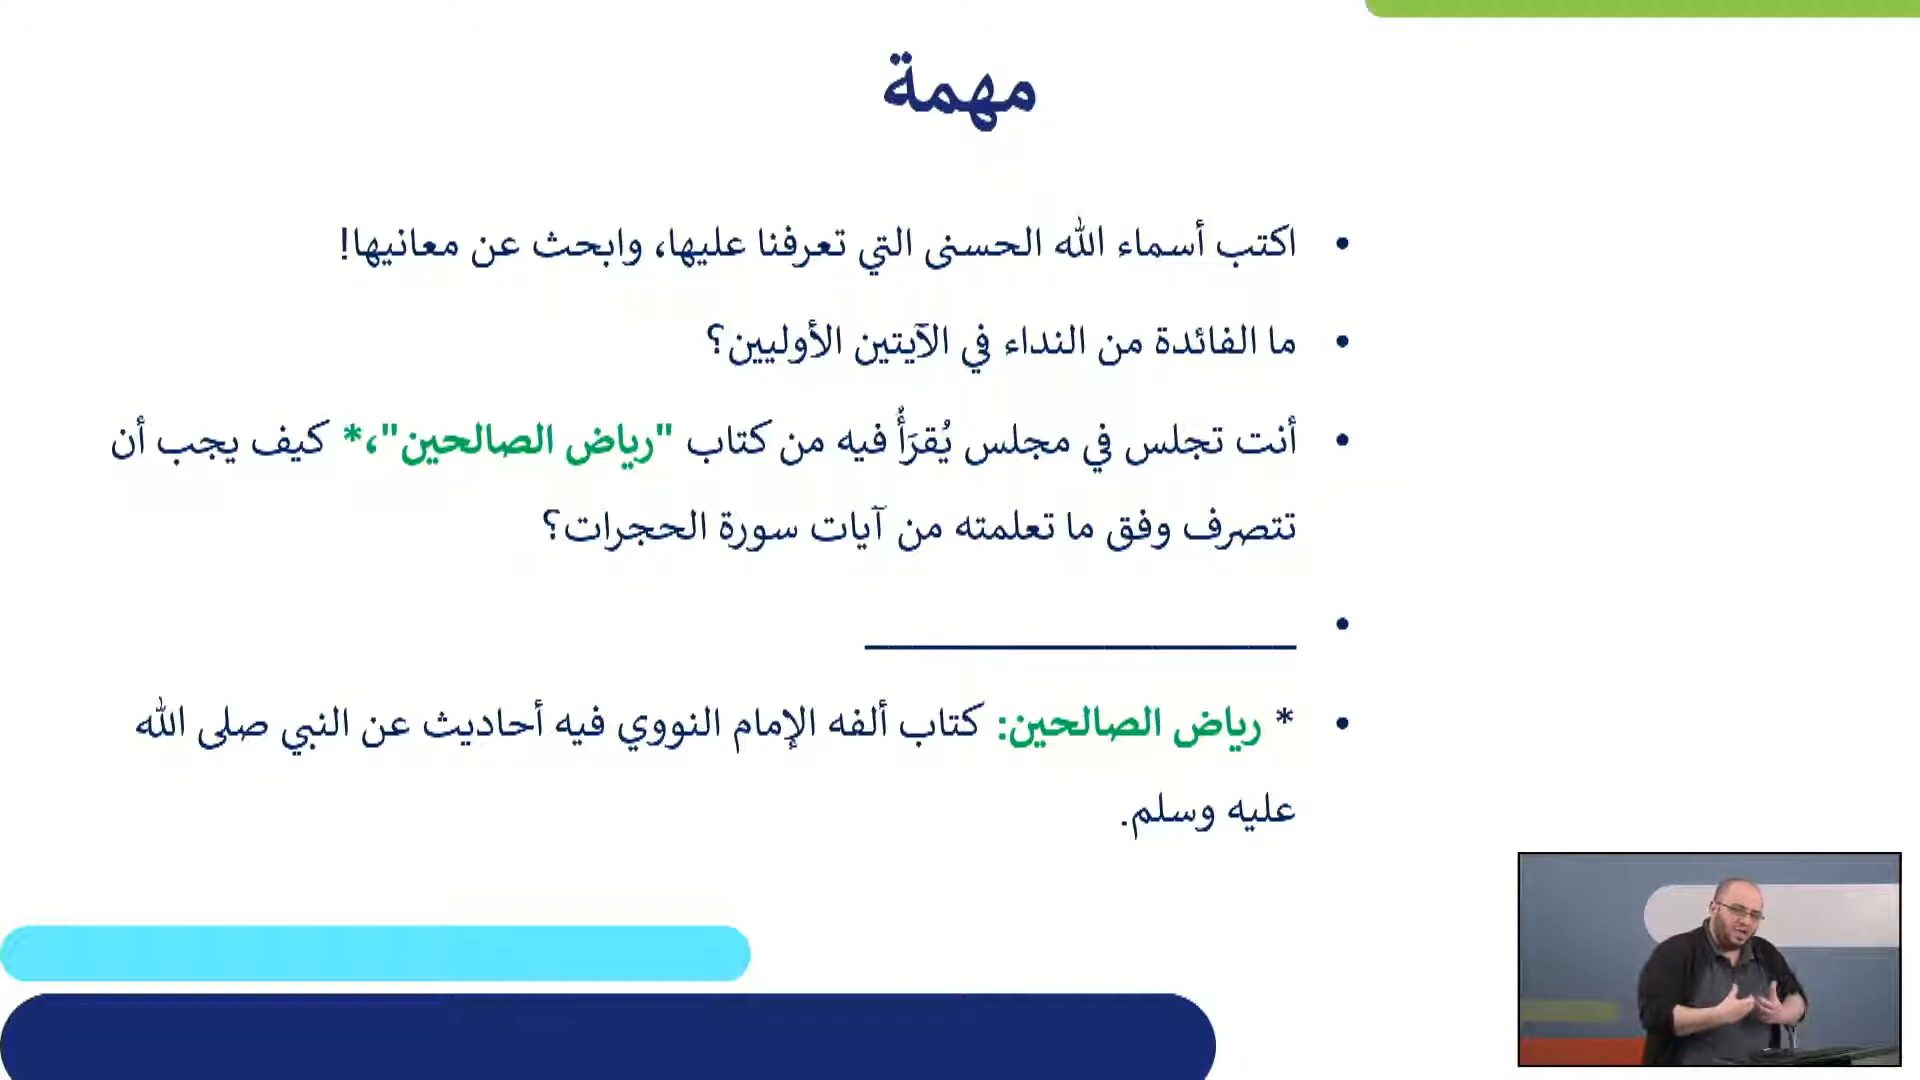 مهمة
• اكتب أسماء الله الحسنى التي تعرفنا عليها، وابحث عن معانيها!
• ما الفائدة من النداء في الآيتين الأوليين؟
• أنت تجلس في مجلس يُقرَأُ فيه من كتاب "رياض الصالحين"،* كيف يجب أن
تتصرف وفق ما تعلمته من آيات سورة الحجرات؟
• __________________
• * رياض الصالحين: كتاب ألفه الإمام النووي فيه أحاديث عن النبي صلى الله
عليه وسلم.